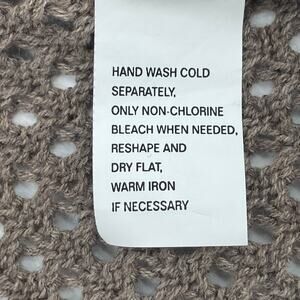 HAND WASH COLD
SEPARATELY,
ONLY NON-CHLORINE
BLEACH WHEN NEEDED,
RESHAPE AND
DRY FLAT,
WARM IRON
IF NECESSARY